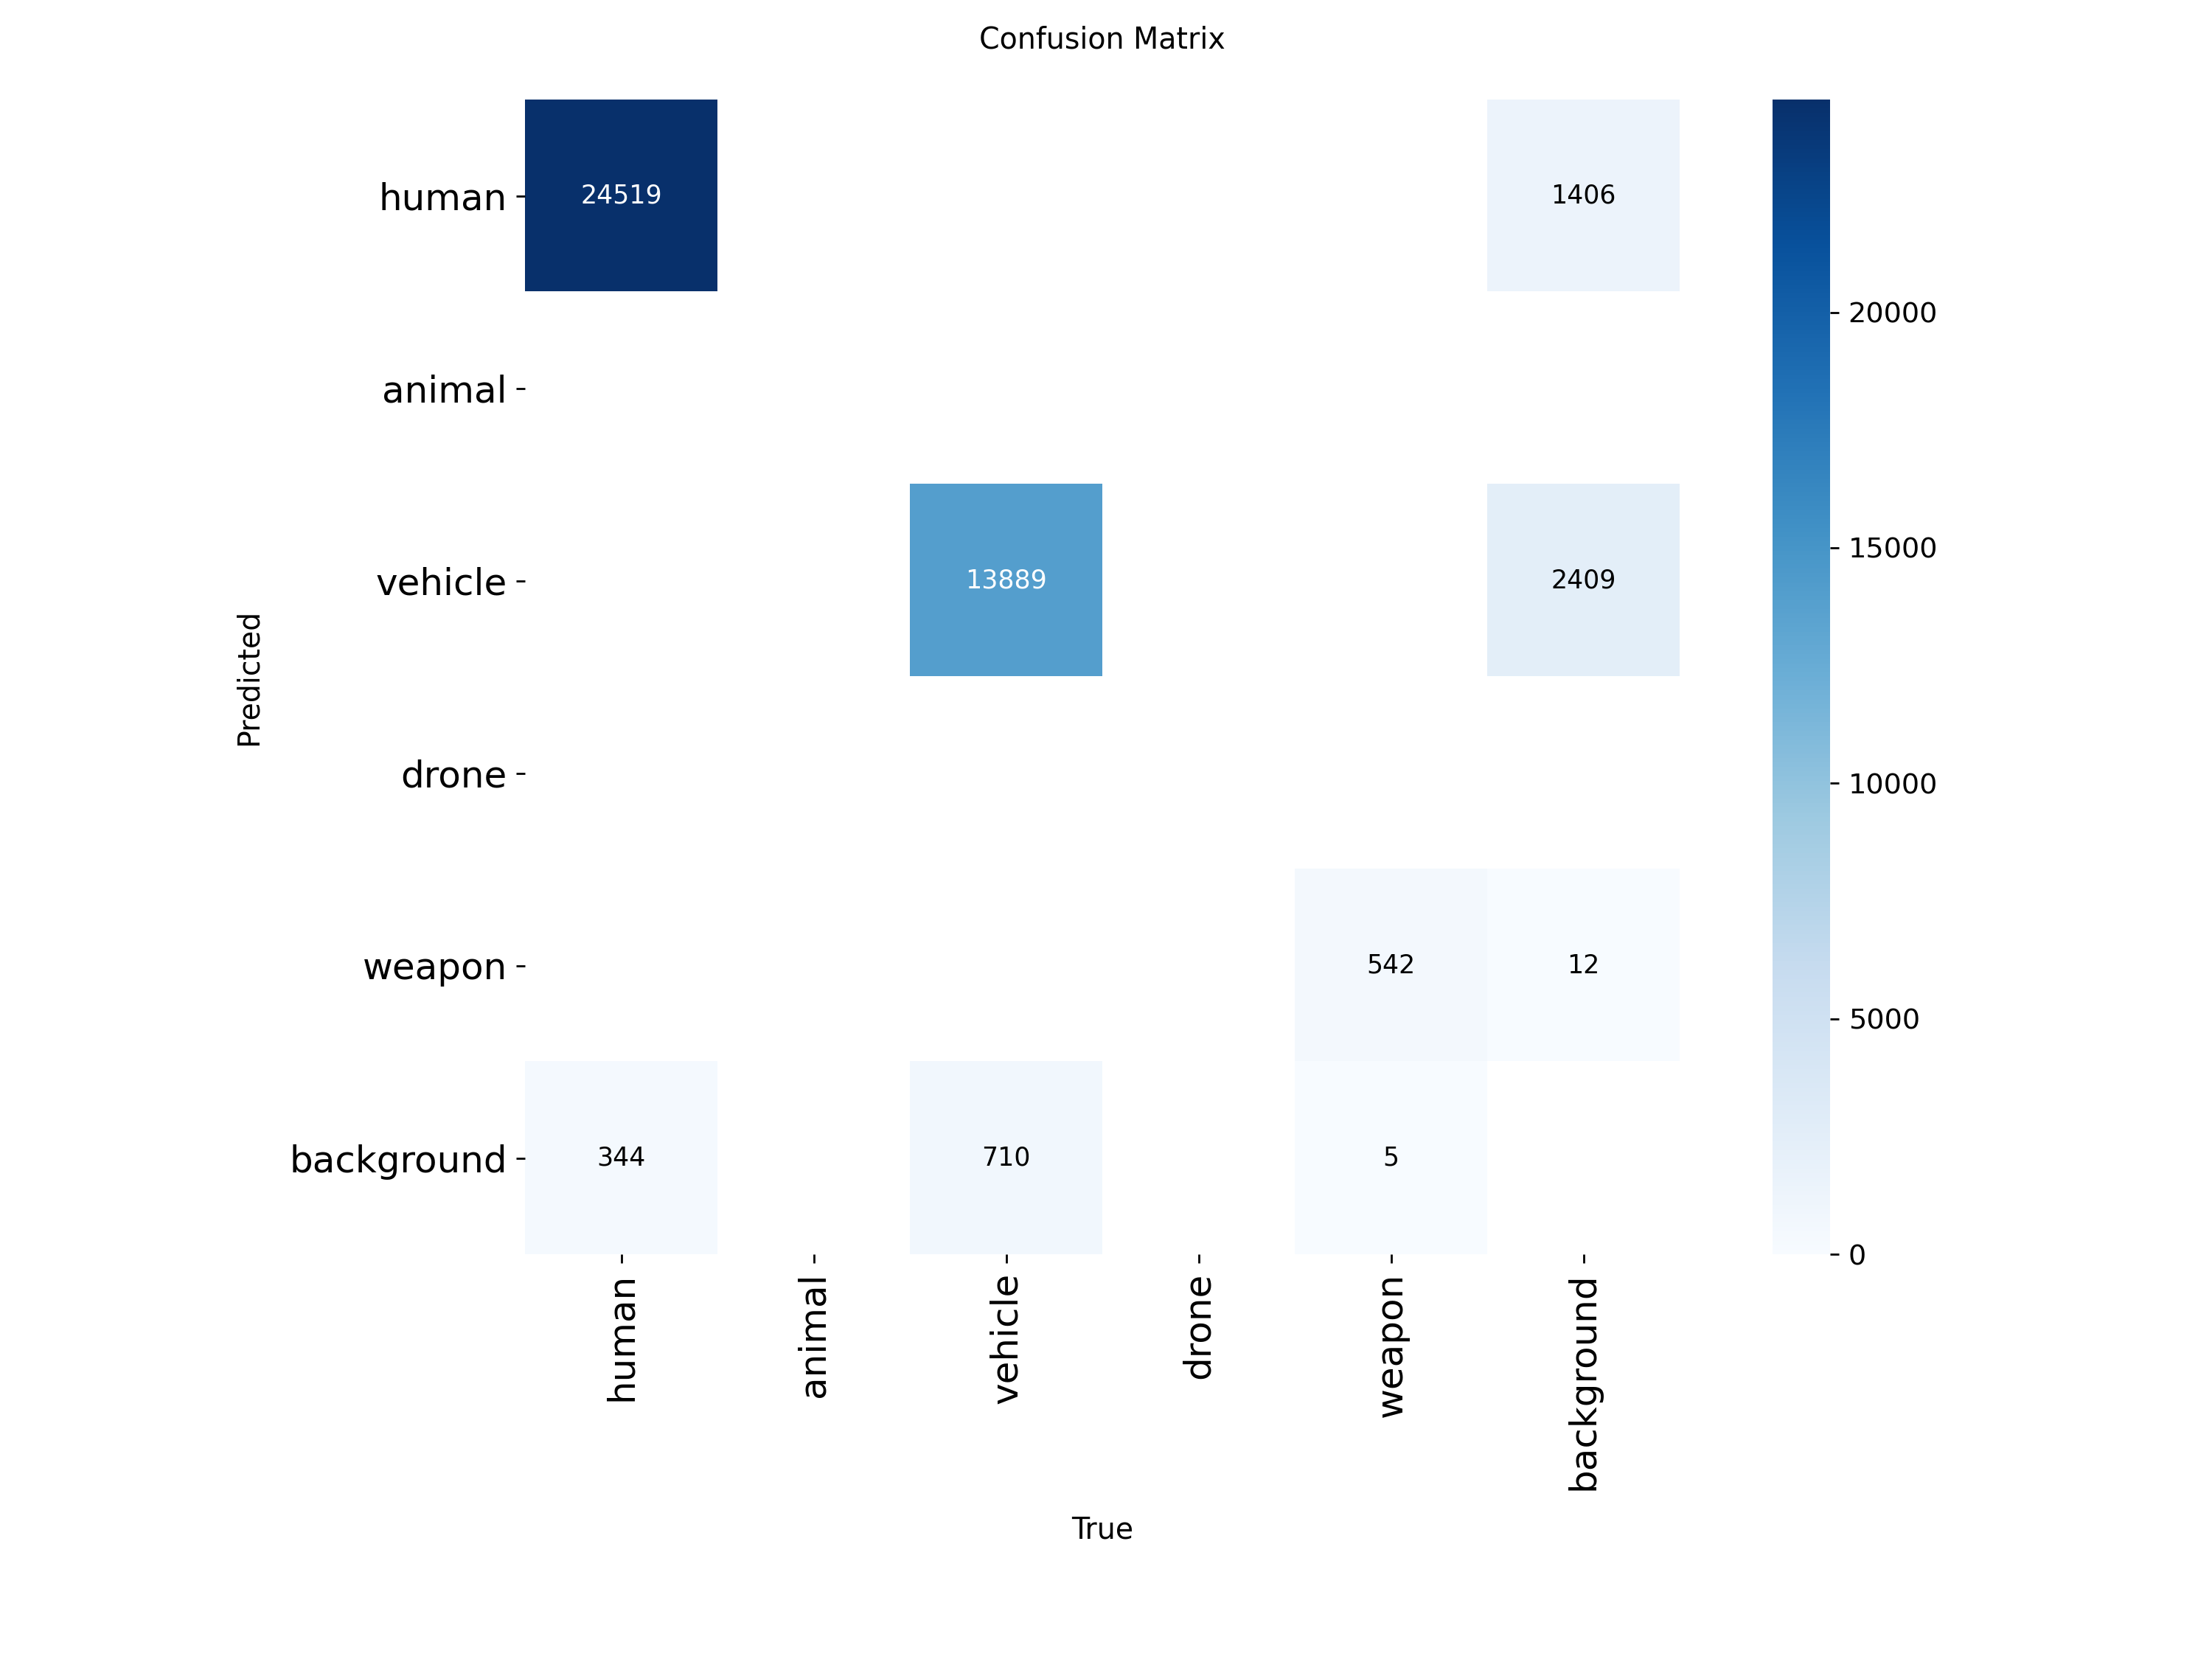 Confusion Matrix
human
24519
1406
animal
vehicle
13889
2409
drone
weapon
542
12
background
344
710
5
Predicted
human
animal
vehicle
drone
weapon
background
True
20000
15000
10000
5000
0